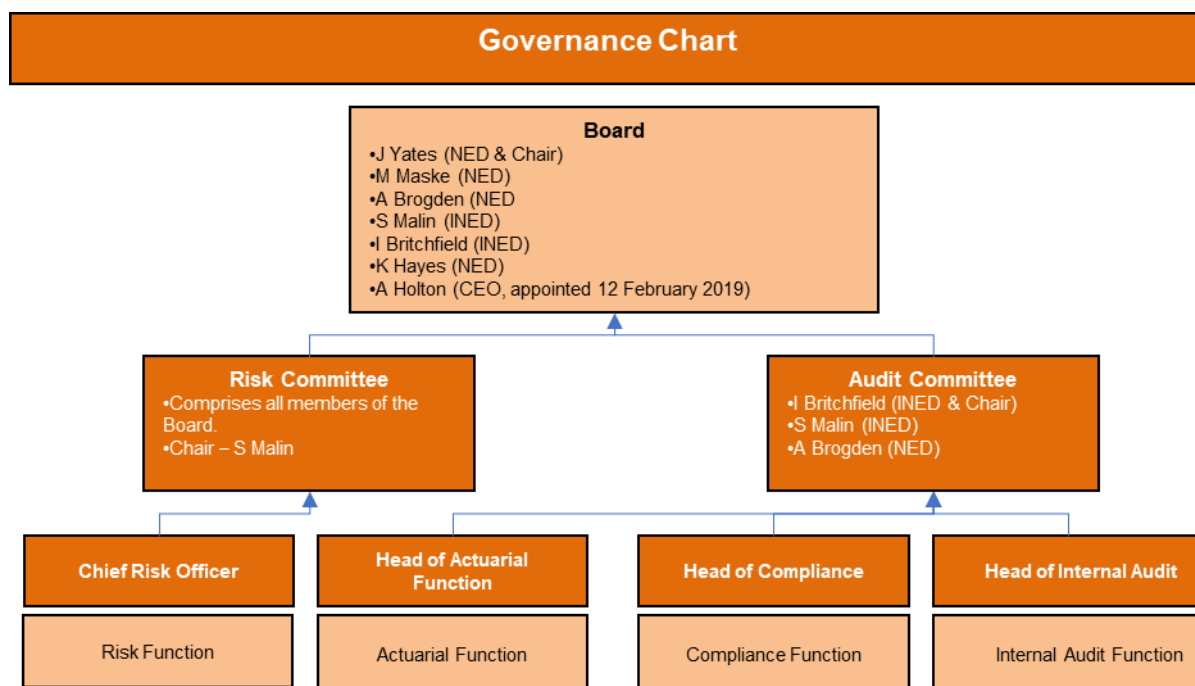 Governance Chart
Board
•J Yates (NED & Chair)
•M Maske (NED)
•A Brogden (NED
•S Malin (INED)
•I Britchfield (INED)
•K Hayes (NED)
•A Holton (CEO, appointed 12 February 2019)
Risk Committee
•Comprises all members of the
Board.
•Chair – S Malin
Audit Committee
•I Britchfield (INED & Chair)
•S Malin (INED)
•A Brogden (NED)
Chief Risk Officer
Head of Actuarial
Function
Head of Compliance
Head of Internal Audit
Risk Function
Actuarial Function
Compliance Function
Internal Audit Function